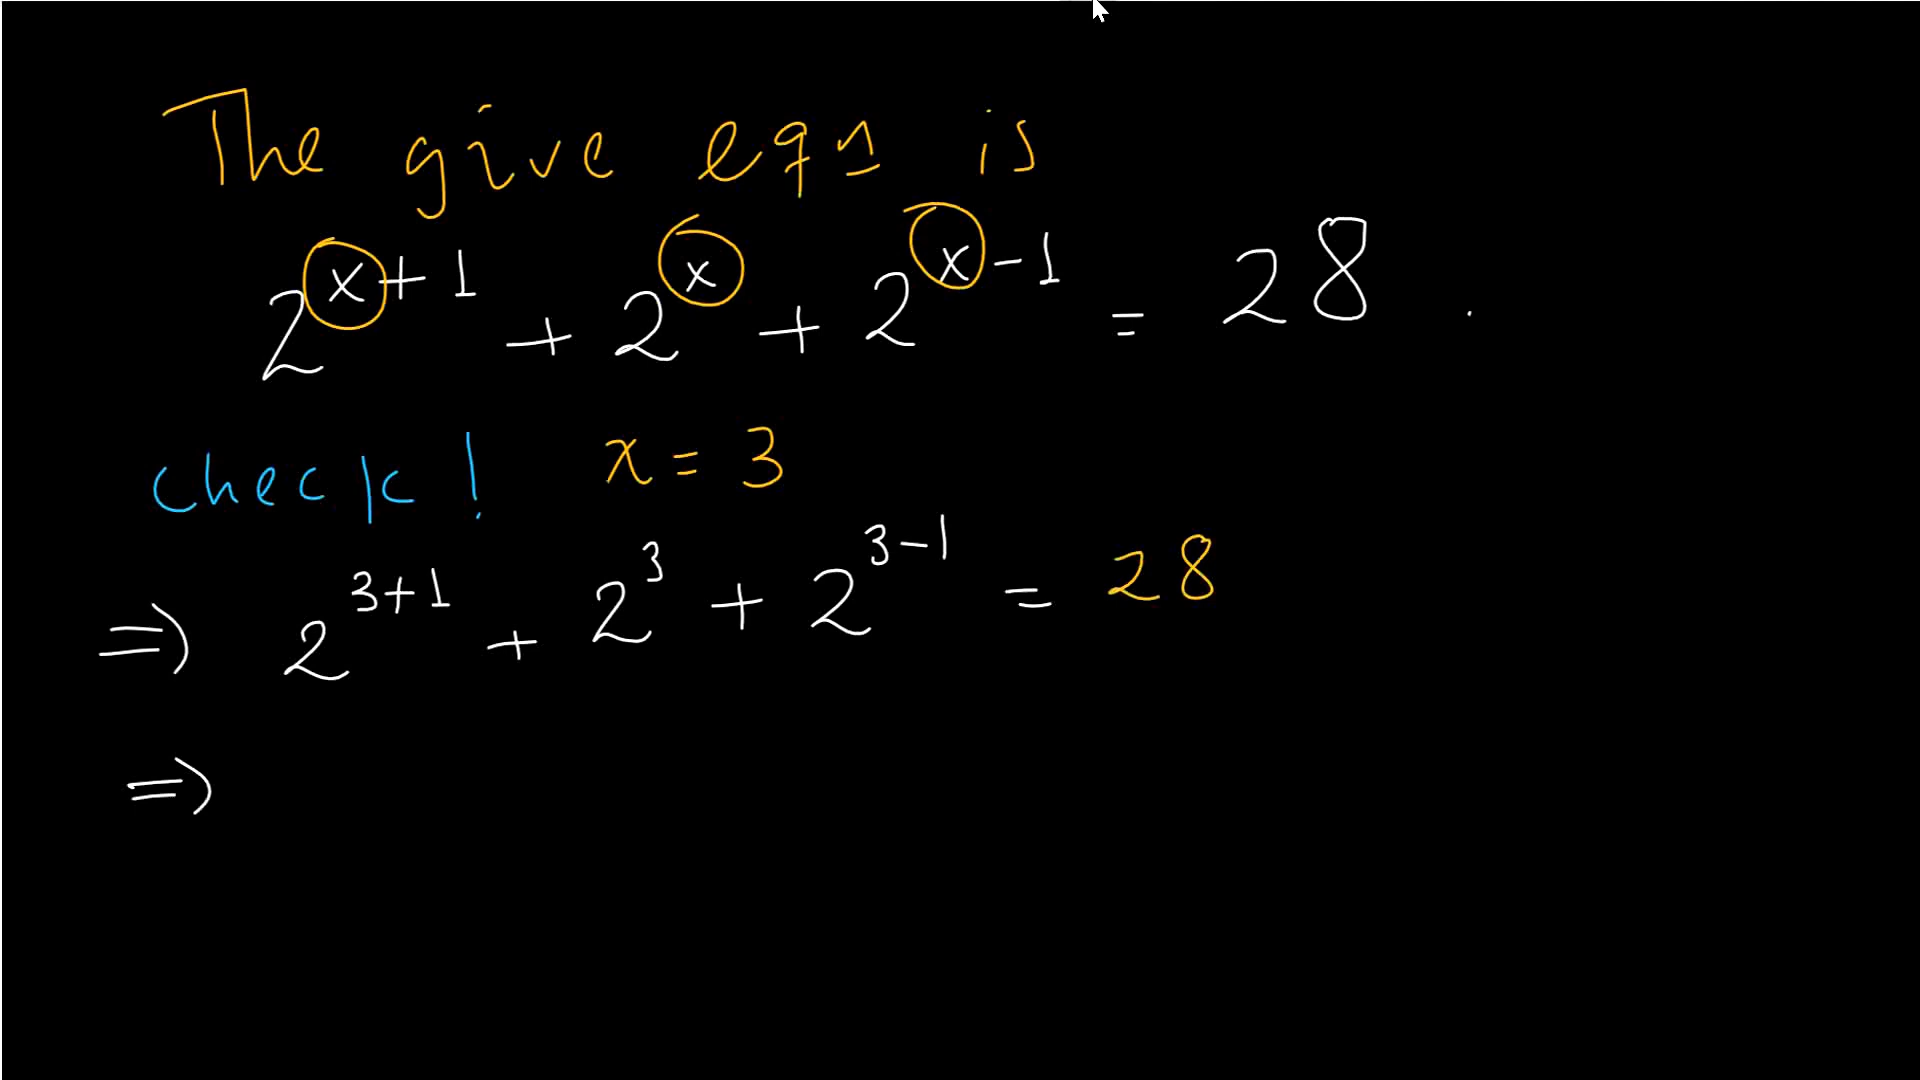 The give eqn is
2^{x+1} + 2^x + 2^{x-1} = 28 .
check! x = 3
=> 2^{3+1} + 2^3 + 2^{3-1} = 28
=>